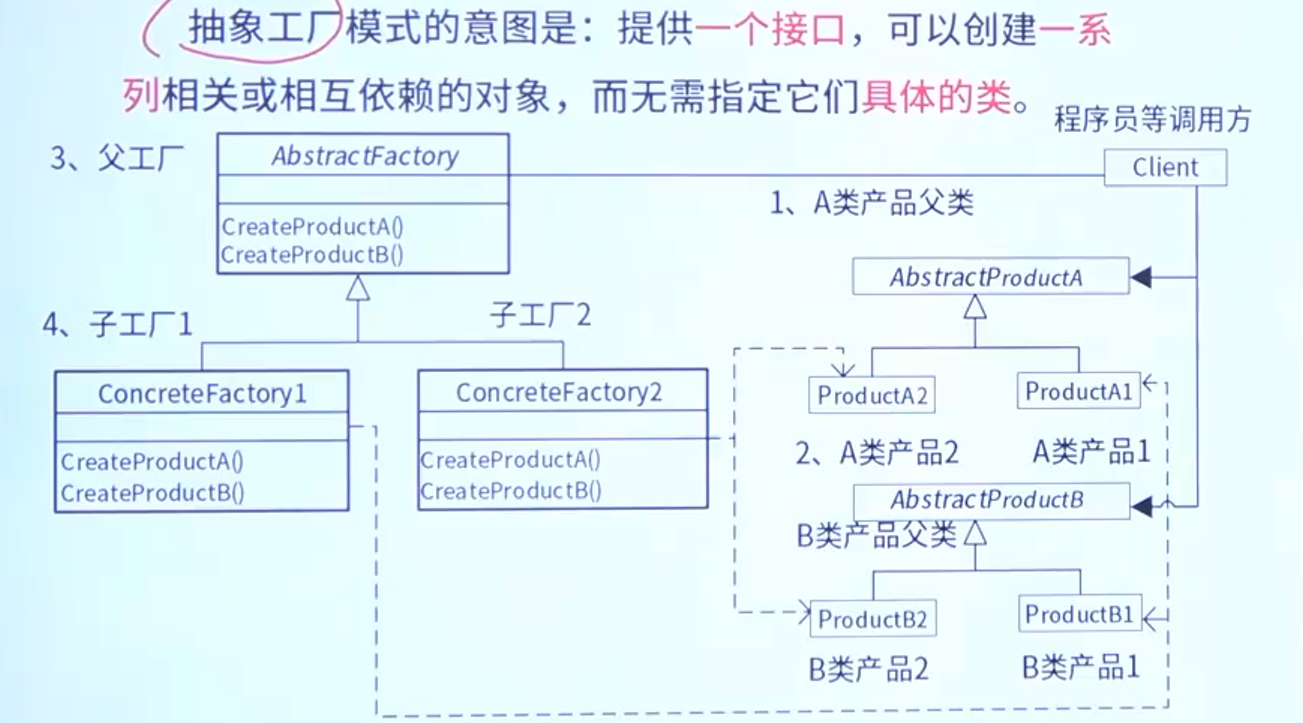 抽象工厂模式的意图是：提供一个接口，可以创建一系
列相关或相互依赖的对象，而无需指定它们具体的类。
程序员等调用方
3、父工厂
AbstractFactory
Client
CreateProductA()
CreateProductB()
1、A类产品父类
AbstractProductA
4、子工厂1
子工厂2
ConcreteFactory1
ConcreteFactory2
ProductA2
ProductA1
CreateProductA()
CreateProductB()
CreateProductA()
CreateProductB()
2、A类产品2
A类产品1
AbstractProductB
B类产品父类
ProductB2
ProductB1
B类产品2
B类产品1